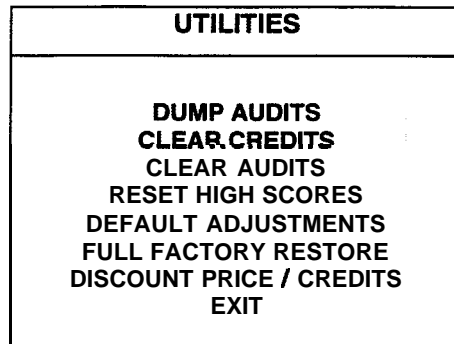 UTILITIES
DUMP AUDITS
CLEAR CREDITS
CLEAR AUDITS
RESET HIGH SCORES
DEFAULT ADJUSTMENTS
FULL FACTORY RESTORE
DISCOUNT PRICE / CREDITS
EXIT